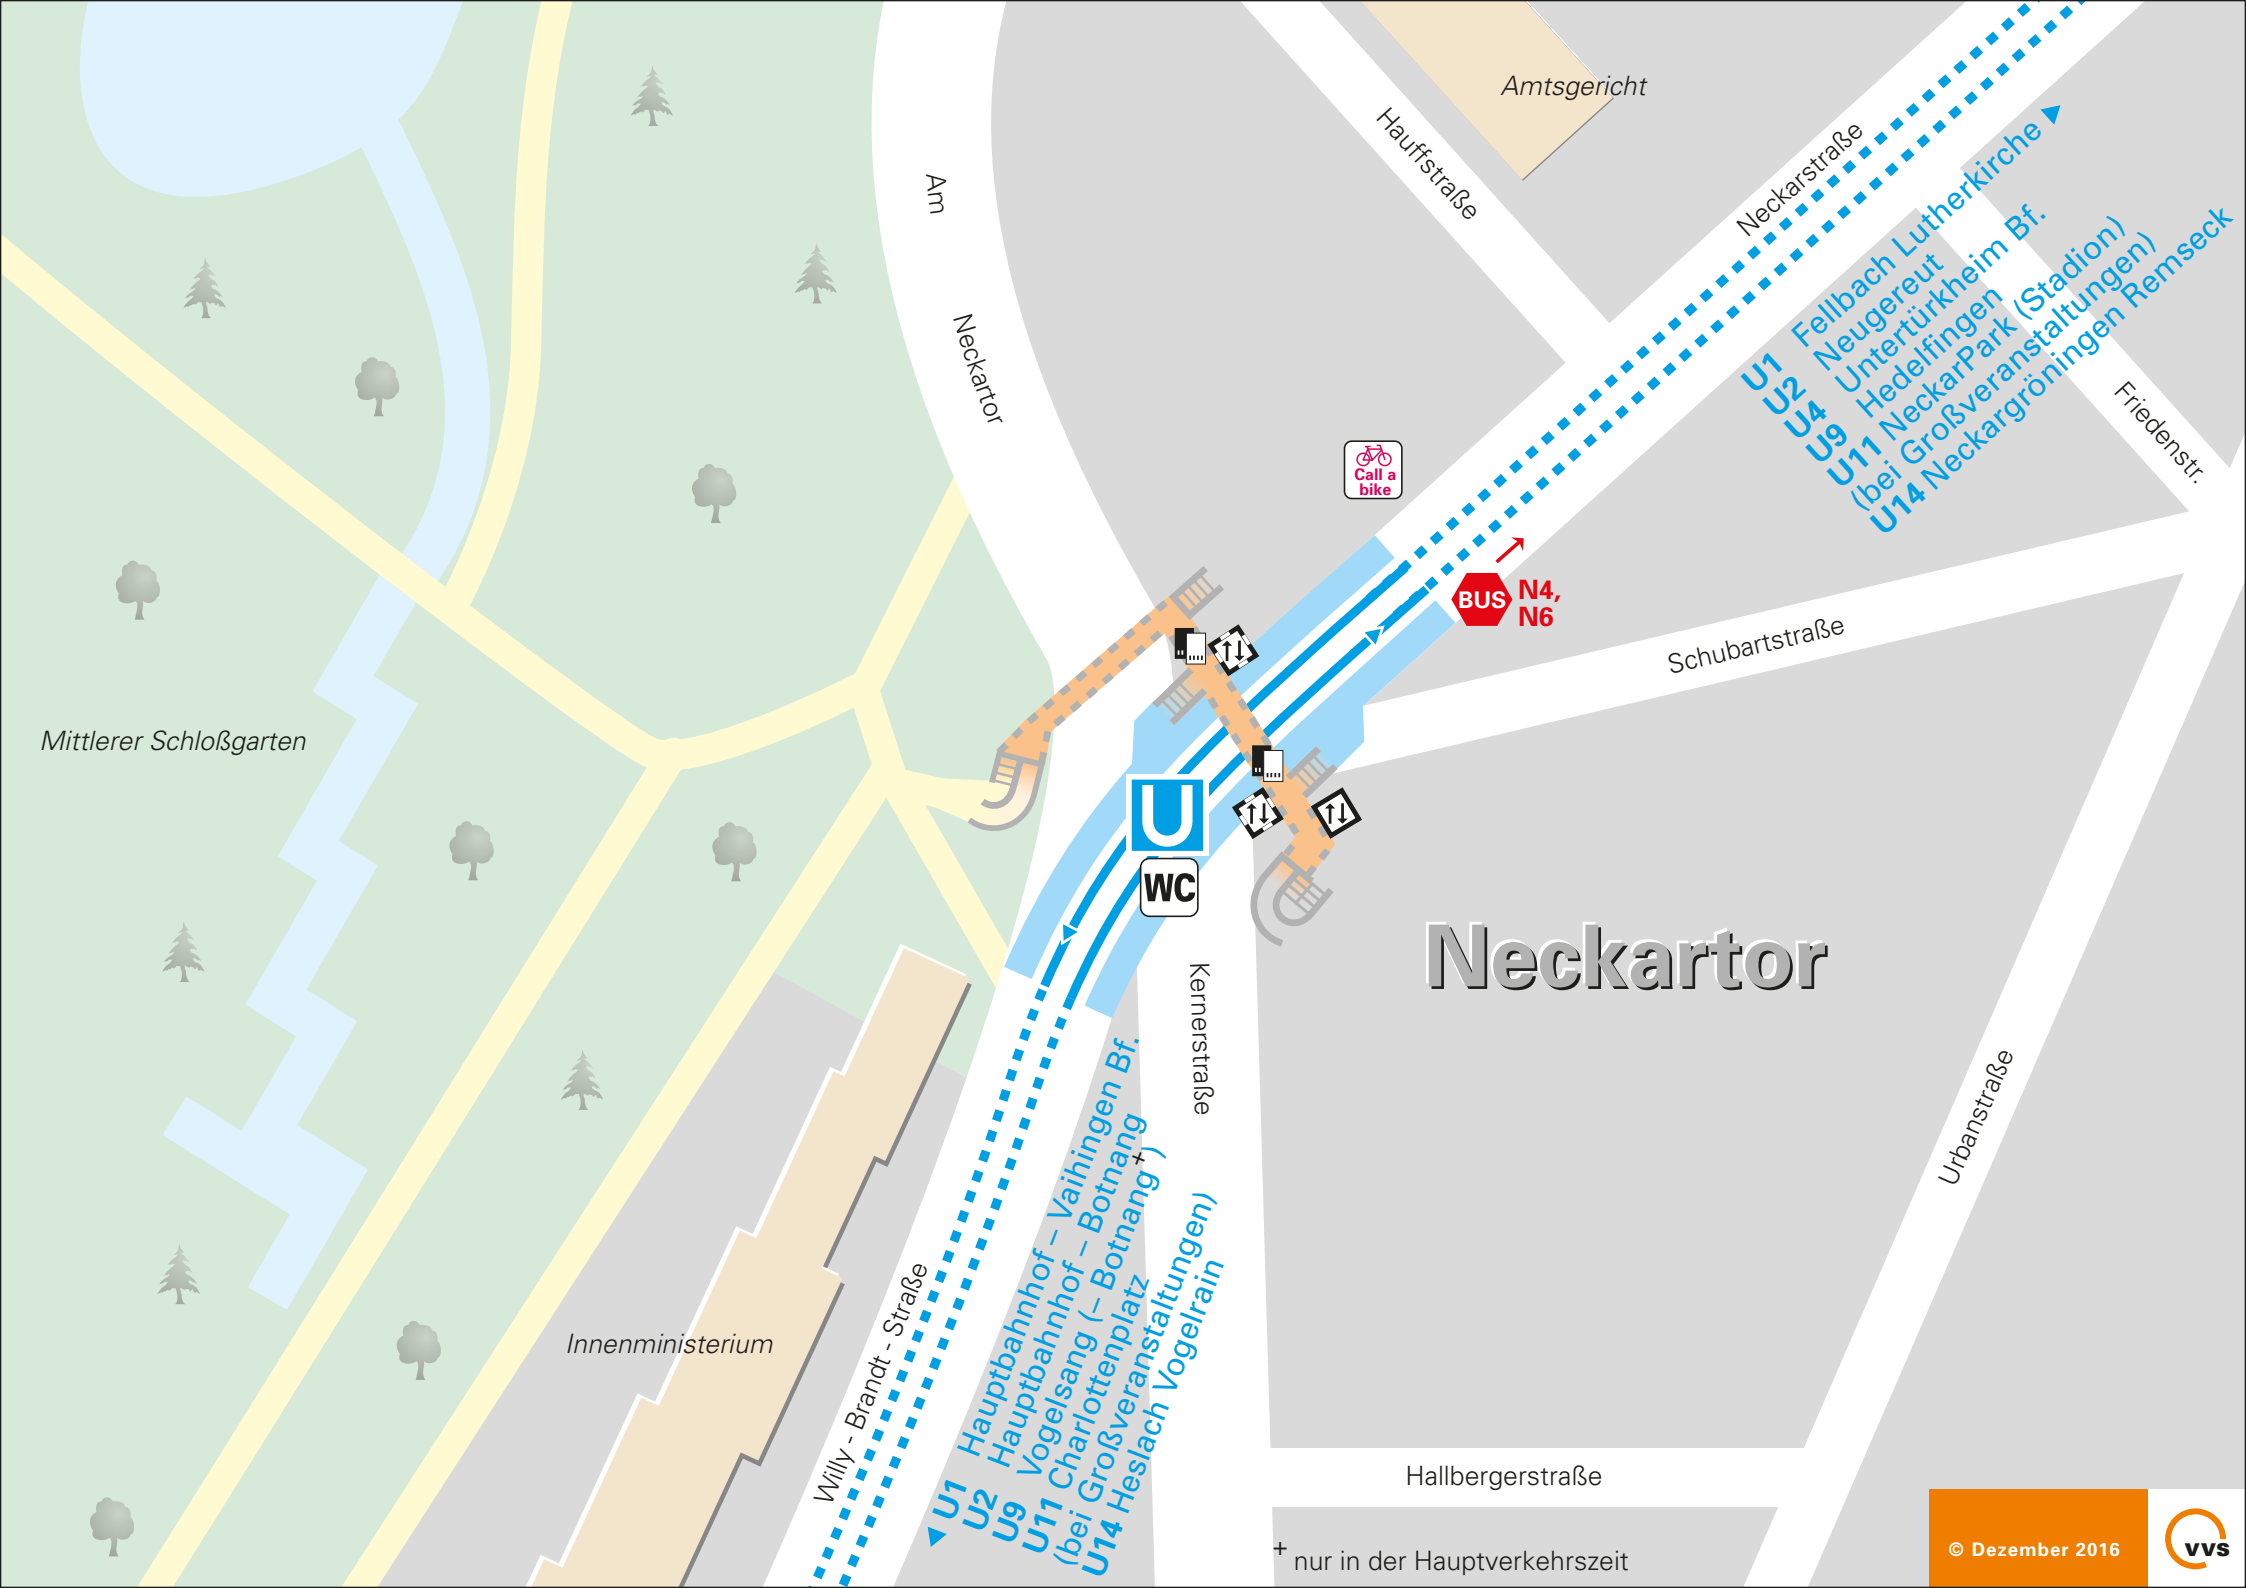 Amtsgericht
Hauffstraße
Neckarstraße
Am
Neckartor
U1 Fellbach Lutherkirche
U2 Neugereut
U4 Untertürkheim Bf.
U9 Hedelfingen
U11 NeckarPark (Stadion)
(bei Großveranstaltungen)
U14 Neckargröningen Remseck
Friedenstr.
Call a
bike
BUS
N4,
N6
Schubartstraße
Mittlerer Schloßgarten
U
WC
Neckartor
Kernerstraße
Urbanstraße
Innenministerium
Willy - Brandt - Straße
U1 Hauptbahnhof – Vaihingen Bf.
U2 Hauptbahnhof – Botnang
U9 Vogelsang (– Botnang +)
U11 Charlottenplatz
(bei Großveranstaltungen)
U14 Heslach Vogelrain
Hallbergerstraße
+ nur in der Hauptverkehrszeit
© Dezember 2016
vvs